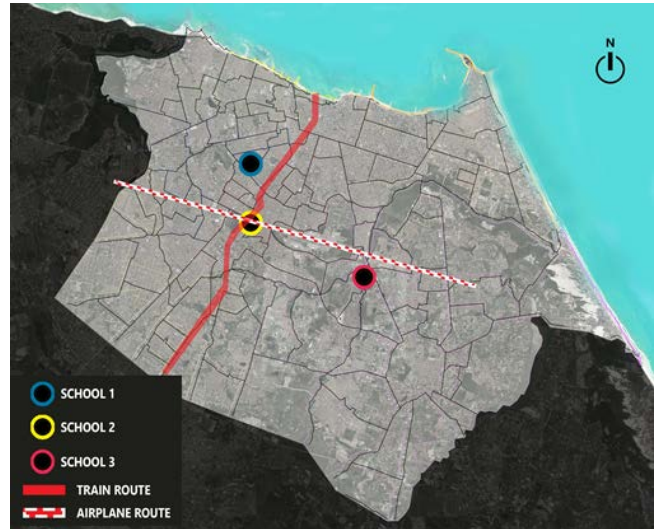 N
SCHOOL 1
SCHOOL 2
SCHOOL 3
TRAIN ROUTE
AIRPLANE ROUTE